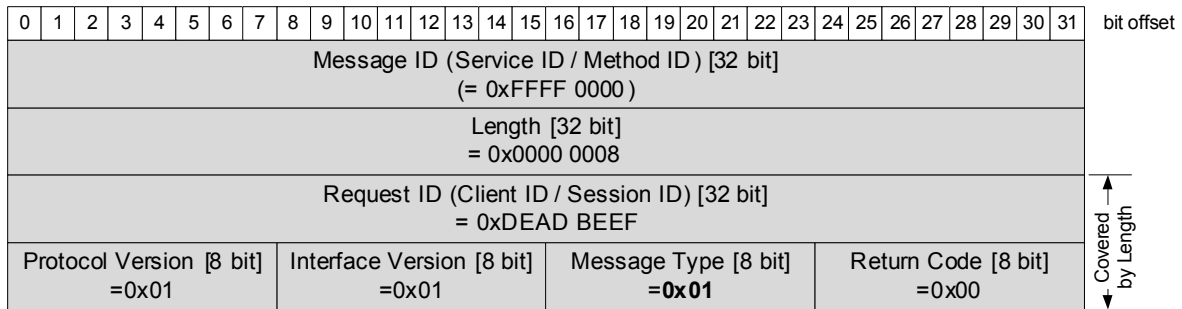 0 1 2 3 4 5 6 7 8 9 10 11 12 13 14 15 16 17 18 19 20 21 22 23 24 25 26 27 28 29 30 31 bit offset
Message ID (Service ID / Method ID) [32 bit]
(= 0xFFFF 0000)
Length [32 bit]
= 0x0000 0008
Request ID (Client ID / Session ID) [32 bit]
= 0xDEAD BEEF
Protocol Version [8 bit] Interface Version [8 bit] Message Type [8 bit] Return Code [8 bit]
=0x01 =0x01 =0x01 =0x00
Covered
by Length